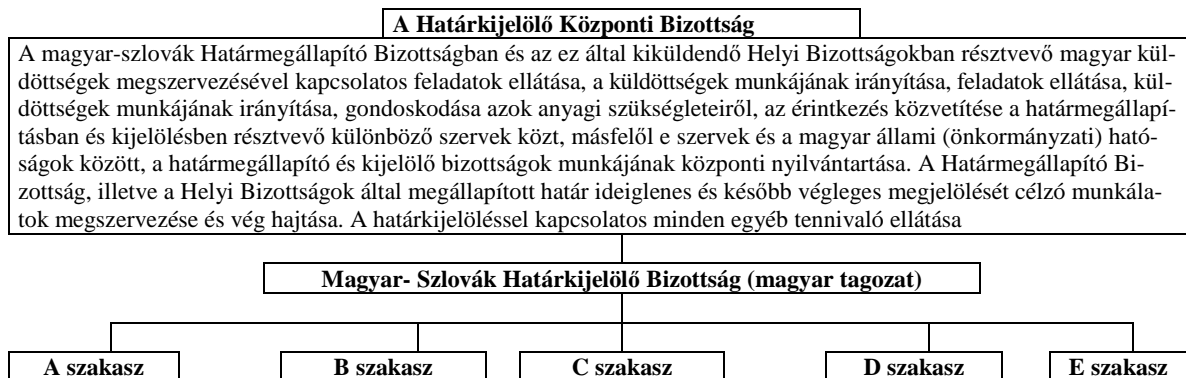 A Határkijelölő Központi Bizottság
A magyar-szlovák Határmegállapító Bizottságban és az ez által kiküldendő Helyi Bizottságokban résztvevő magyar kül-
döttségek megszervezésével kapcsolatos feladatok ellátása, a küldöttségek munkájának irányítása, feladatok ellátása, kül-
döttségek munkájának irányítása, gondoskodása azok anyagi szükségleteiről, az érintkezés közvetítése a határmegállapí-
tásban és kijelölésben résztvevő különböző szervek közt, másfelől e szervek és a magyar állami (önkormányzati) ható-
ságok között, a határmegállapító és kijelölő bizottságok munkájának központi nyilvántartása. A Határmegállapító Bi-
zottság, illetve a Helyi Bizottságok által megállapított határ ideiglenes és később végleges megjelölését célzó munkála-
tok megszervezése és vég hajtása. A határkijelöléssel kapcsolatos minden egyéb tennivaló ellátása
Magyar- Szlovák Határkijelölő Bizottság (magyar tagozat)
A szakasz
B szakasz
C szakasz
D szakasz
E szakasz